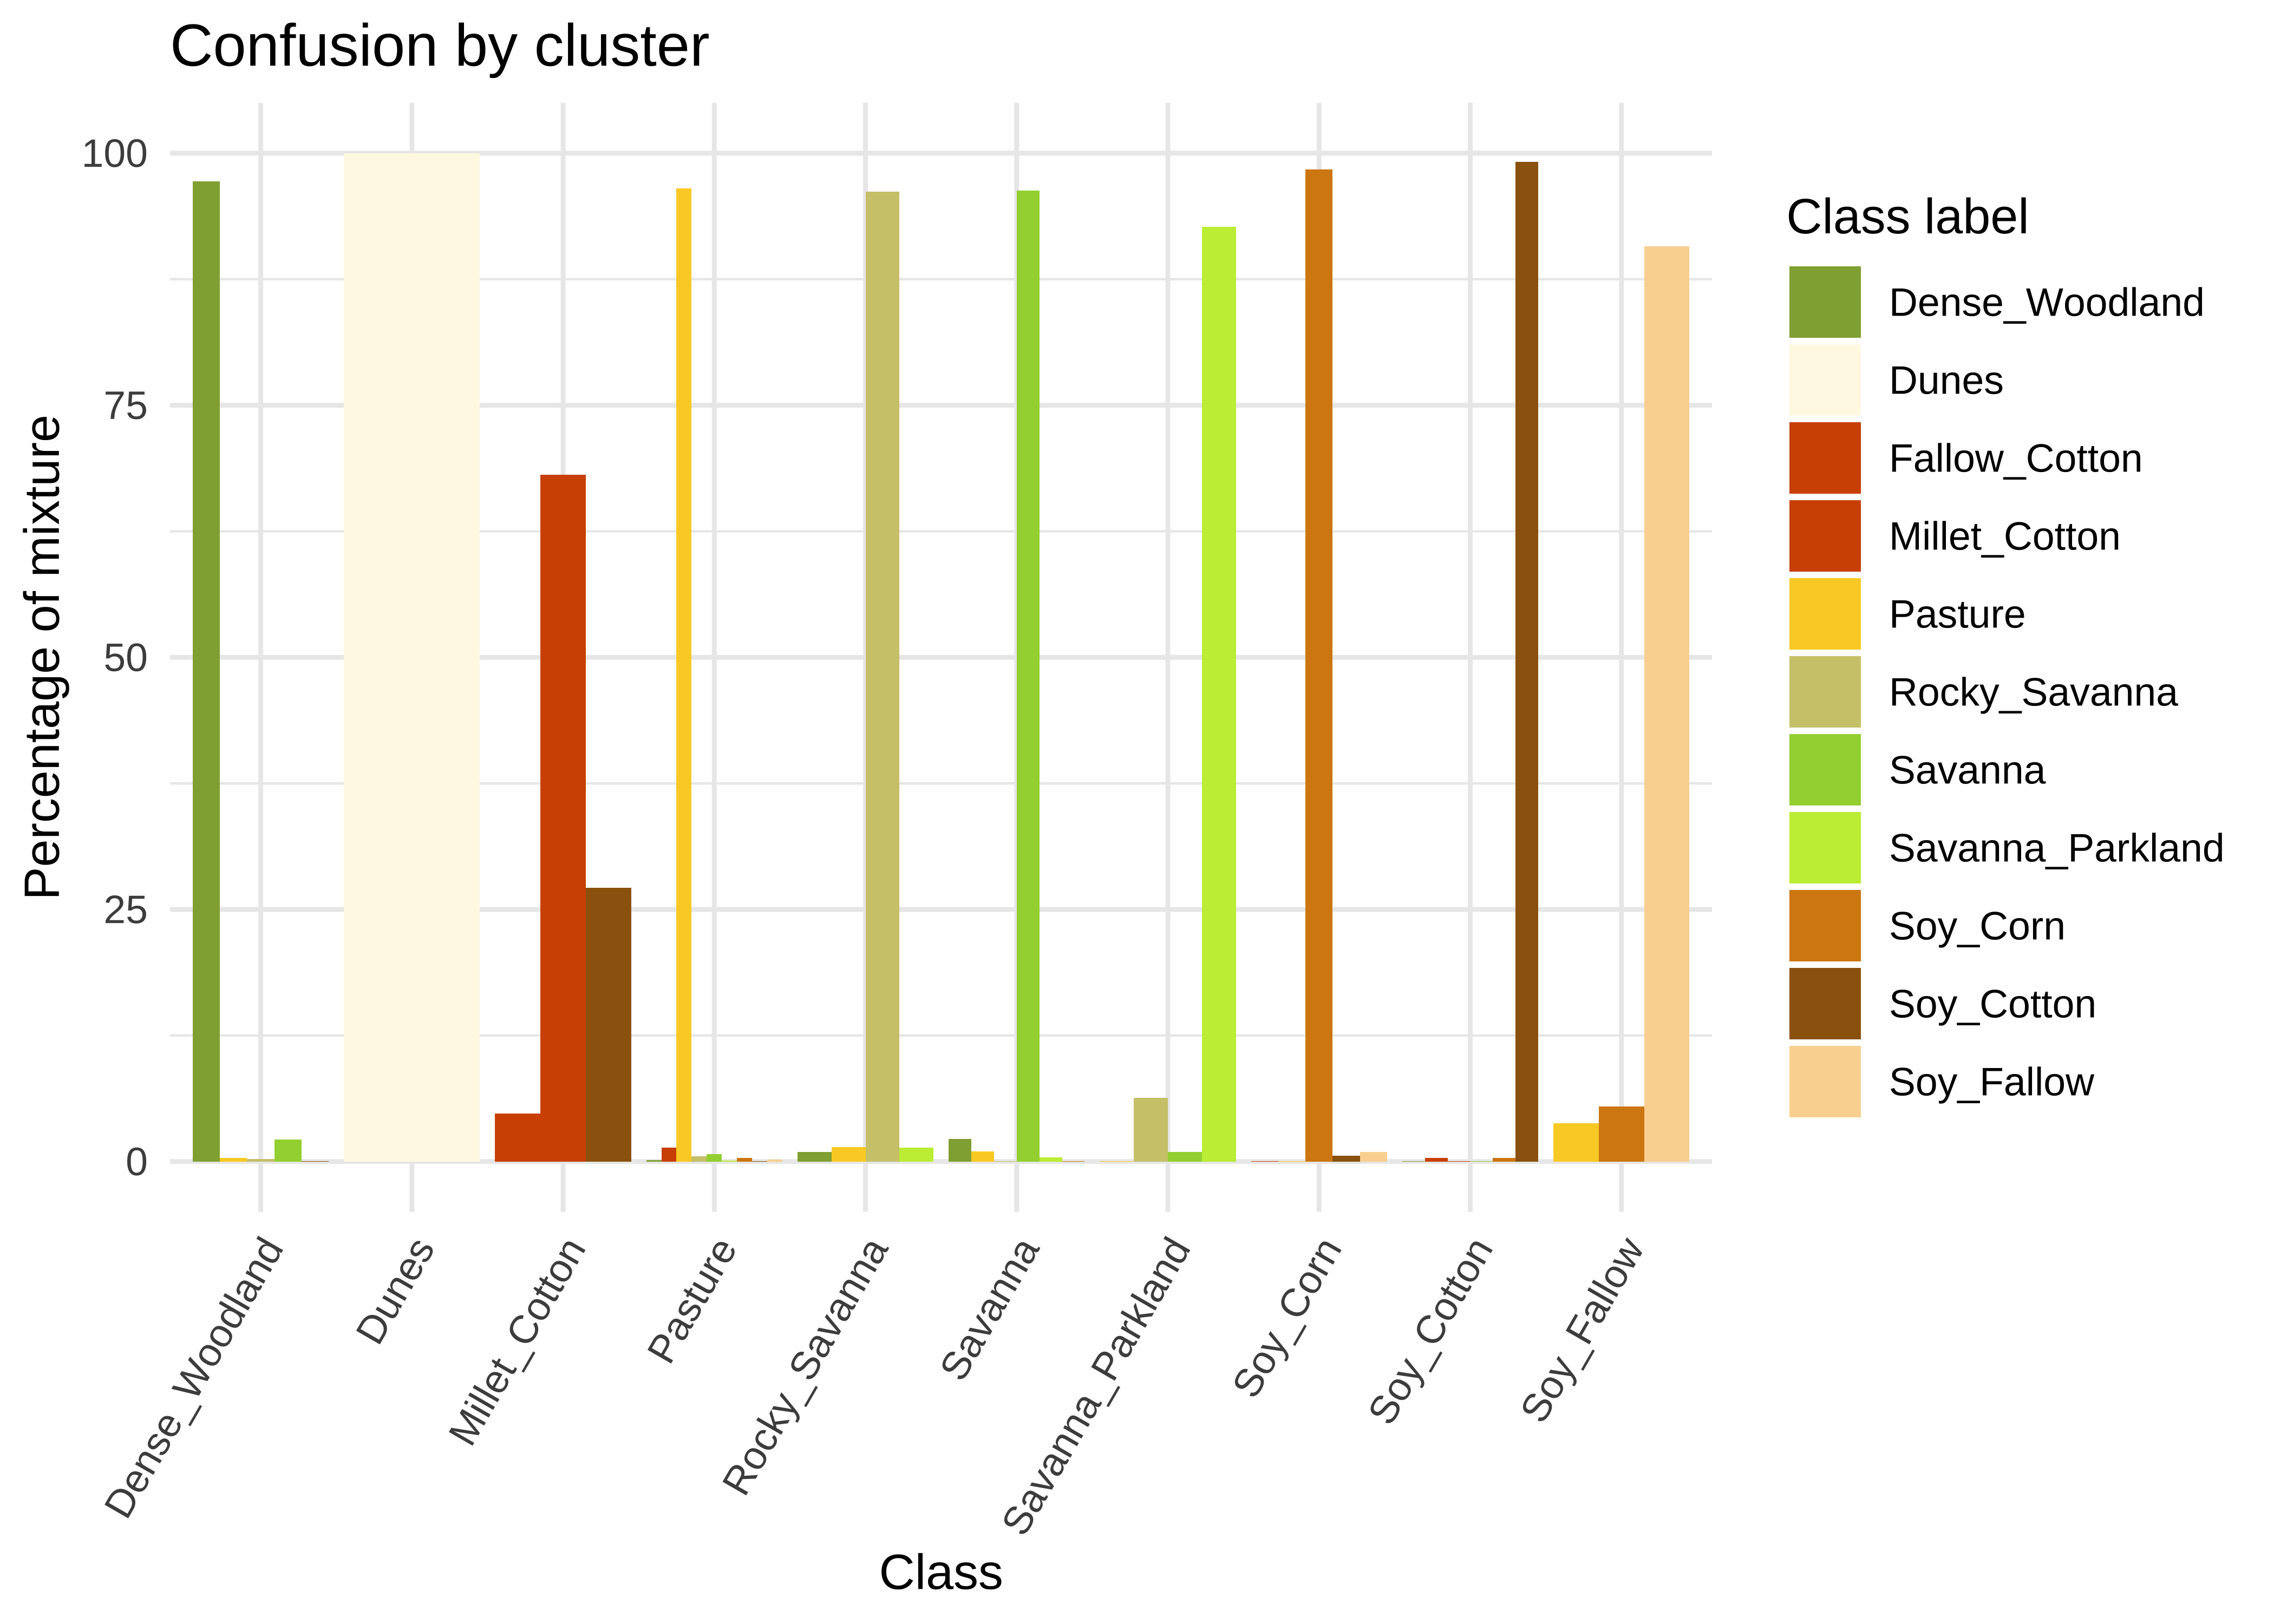 Confusion by cluster
Percentage of mixture
100
75
50
25
0
Dense_Woodland
Dunes
Millet_Cotton
Pasture
Rocky_Savanna
Savanna
Savanna_Parkland
Soy_Corn
Soy_Cotton
Soy_Fallow
Class
Class label
Dense_Woodland
Dunes
Fallow_Cotton
Millet_Cotton
Pasture
Rocky_Savanna
Savanna
Savanna_Parkland
Soy_Corn
Soy_Cotton
Soy_Fallow